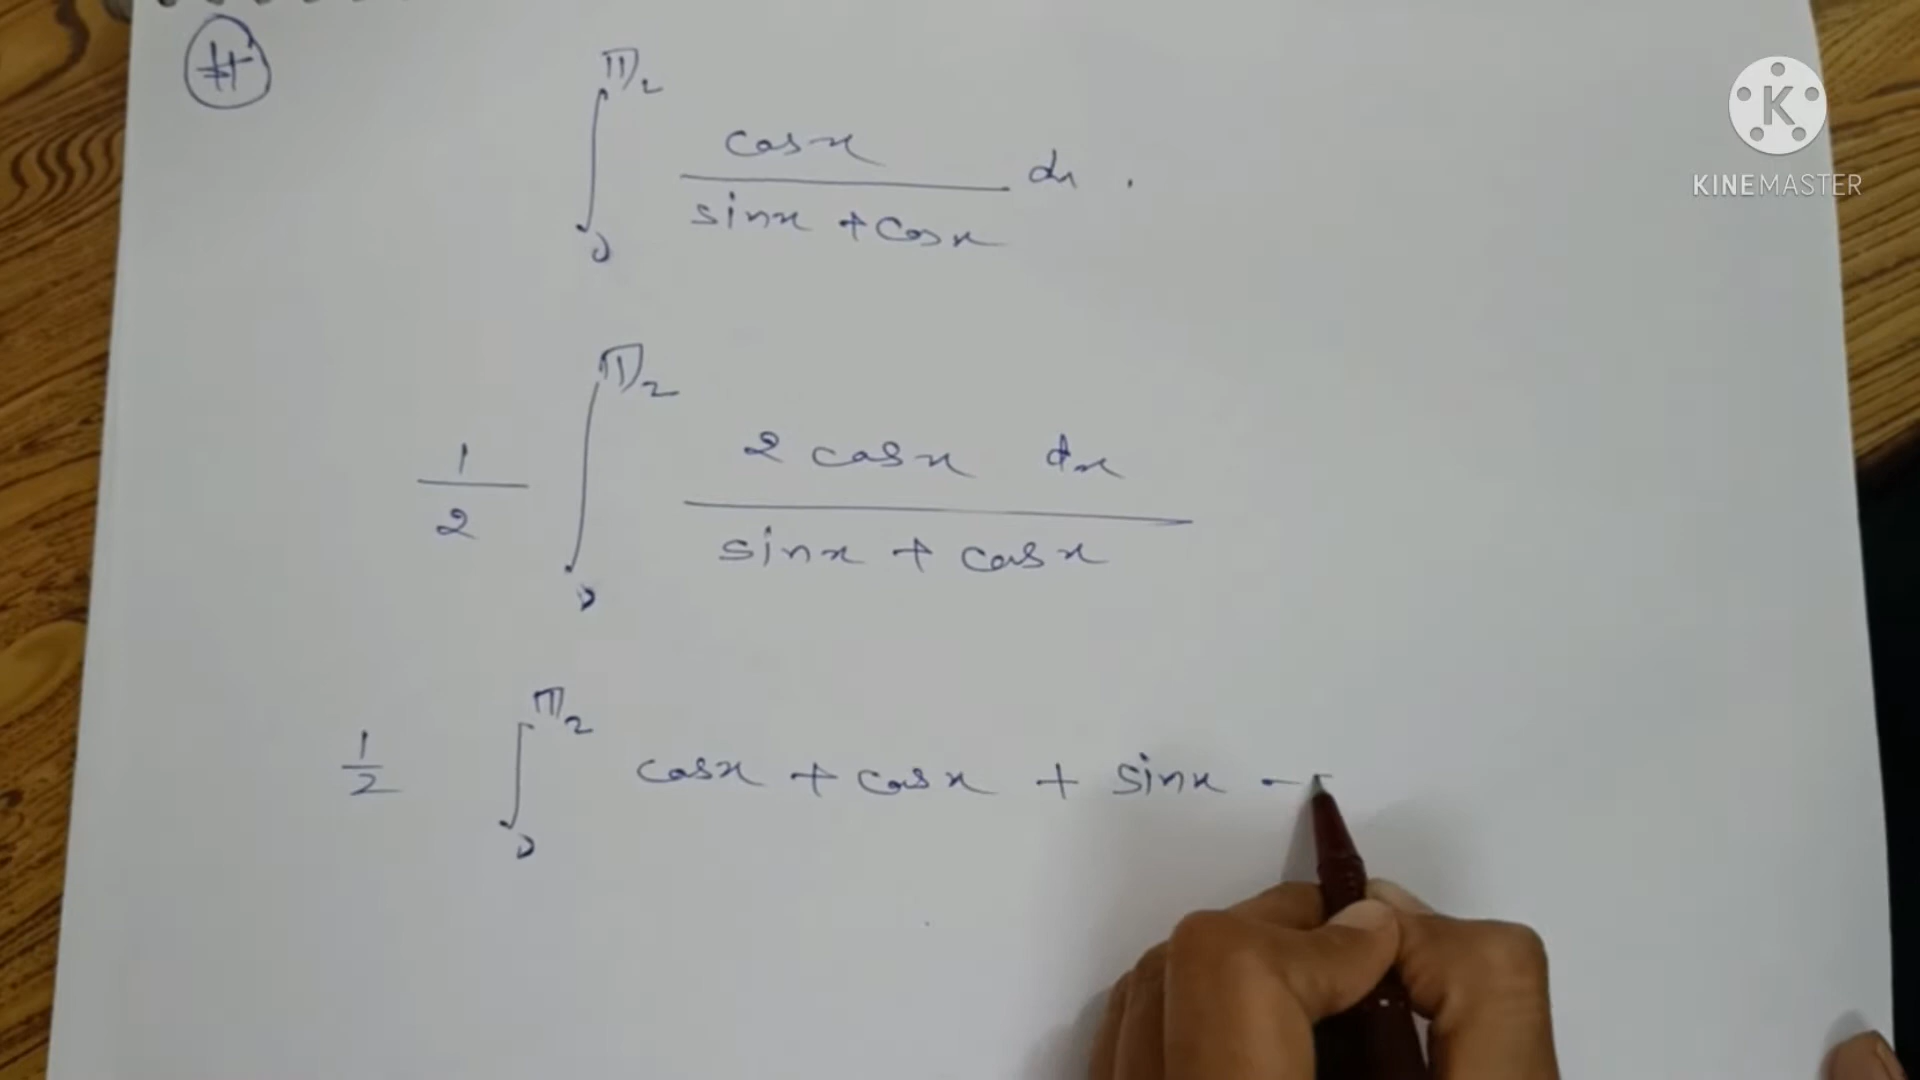 #
∫₀^π/2 cosx / (sinx + cosx) dx .
1/2 ∫₀^π/2 2 cosx dx / (sinx + cosx)
1/2 ∫₀^π/2 cosx + cosx + sinx -
K
KINEMASTER